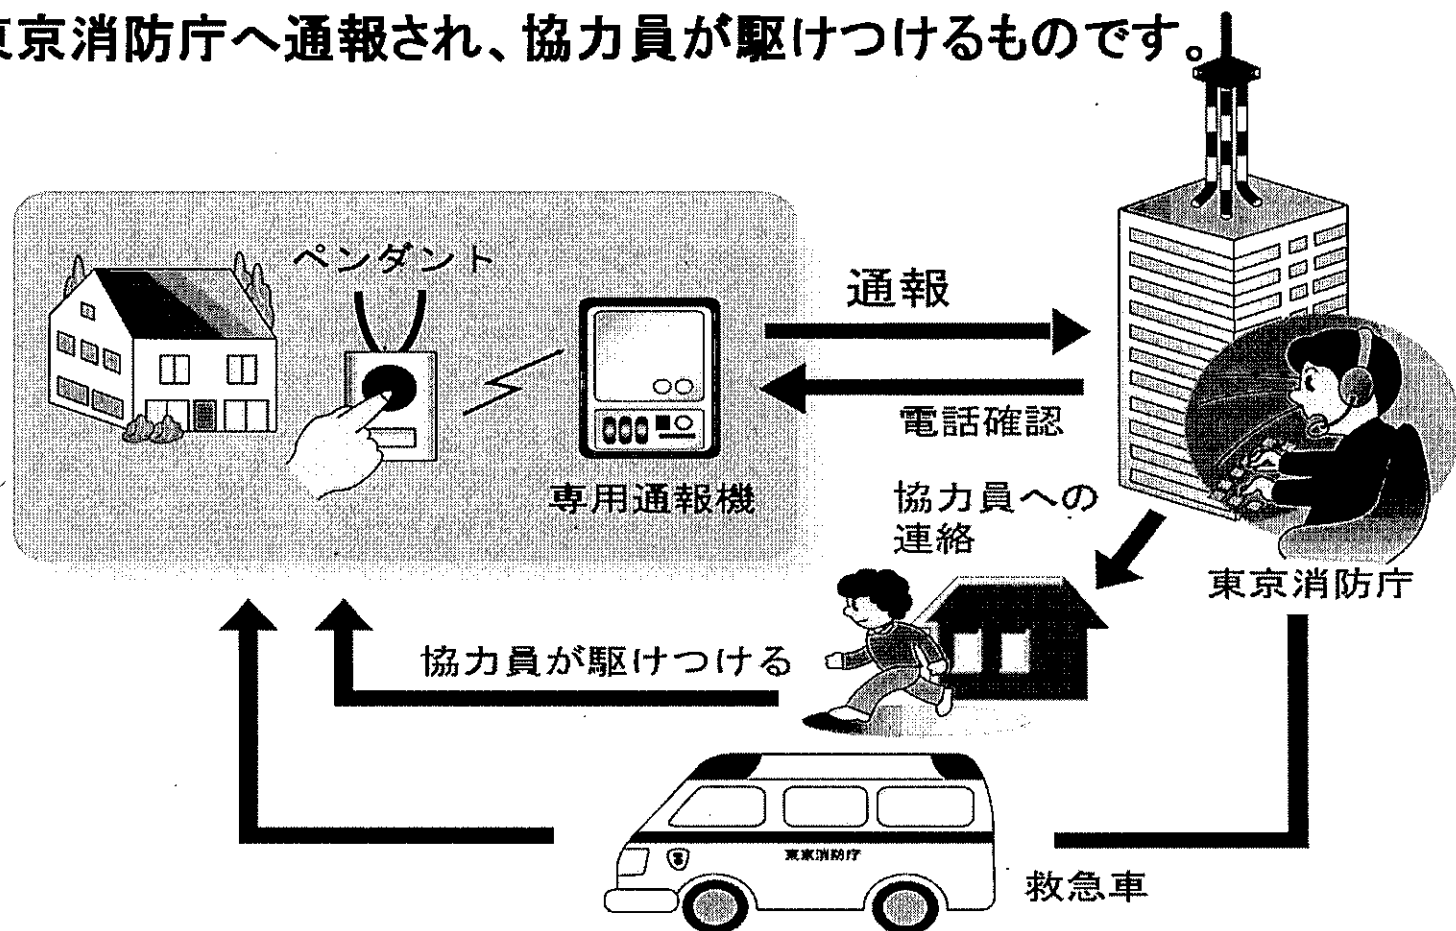 東京消防庁へ通報され、協力員が駆けつけるものです。
ペンダント
通報
電話確認
専用通報機
協力員への
連絡
東京消防庁
協力員が駆けつける
東京消防庁
救急車